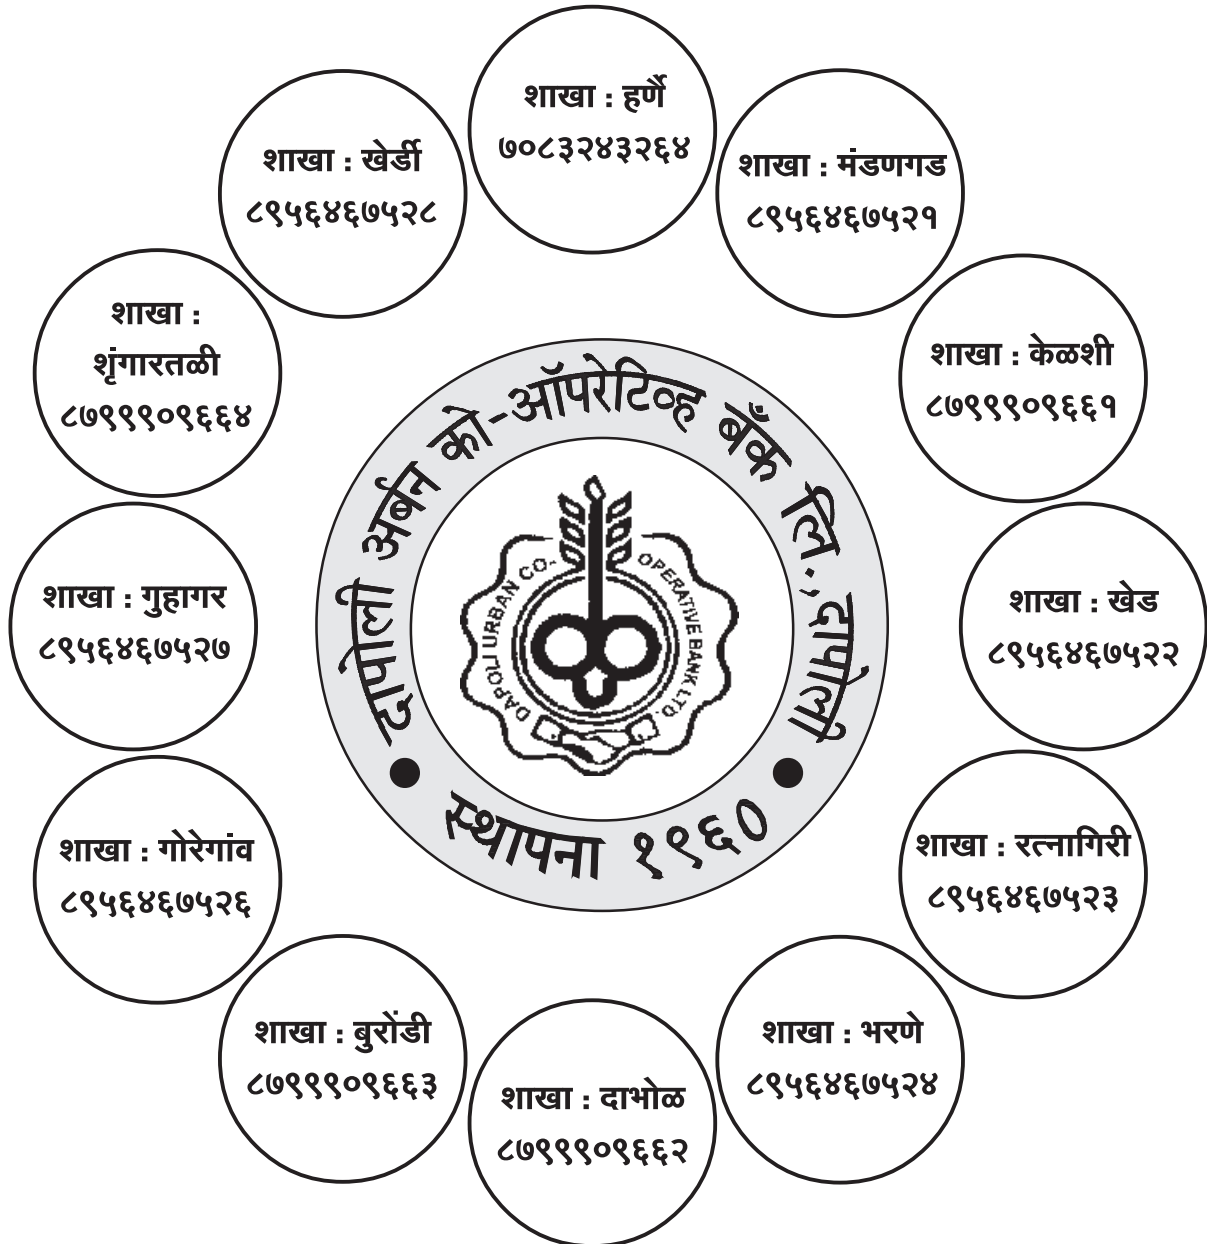 शाखा : हर्णै
७०८३२४३२६४
शाखा : मंडणगड
८९५६४६७५२१
शाखा : केळशी
८७९९९०९६६१
शाखा : खेड
८९५६४६७५२२
शाखा : रत्नागिरी
८९५६४६७५२३
शाखा : भरणे
८९५६४६७५२४
शाखा : दाभोळ
८७९९९०९६६२
शाखा : बुरोंडी
८७९९९०९६६३
शाखा : गोरेगांव
८९५६४६७५२६
शाखा : गुहागर
८९५६४६७५२७
शाखा :
शृंगारतळी
८७९९९०९६६४
शाखा : खेर्डी
८९५६४६७५२८
दापोली अर्बन को-ऑपरेटिव्ह बँक लि.,दापोली
स्थापना १९६०
DAPOLI URBAN CO-OPERATIVE BANK LTD.